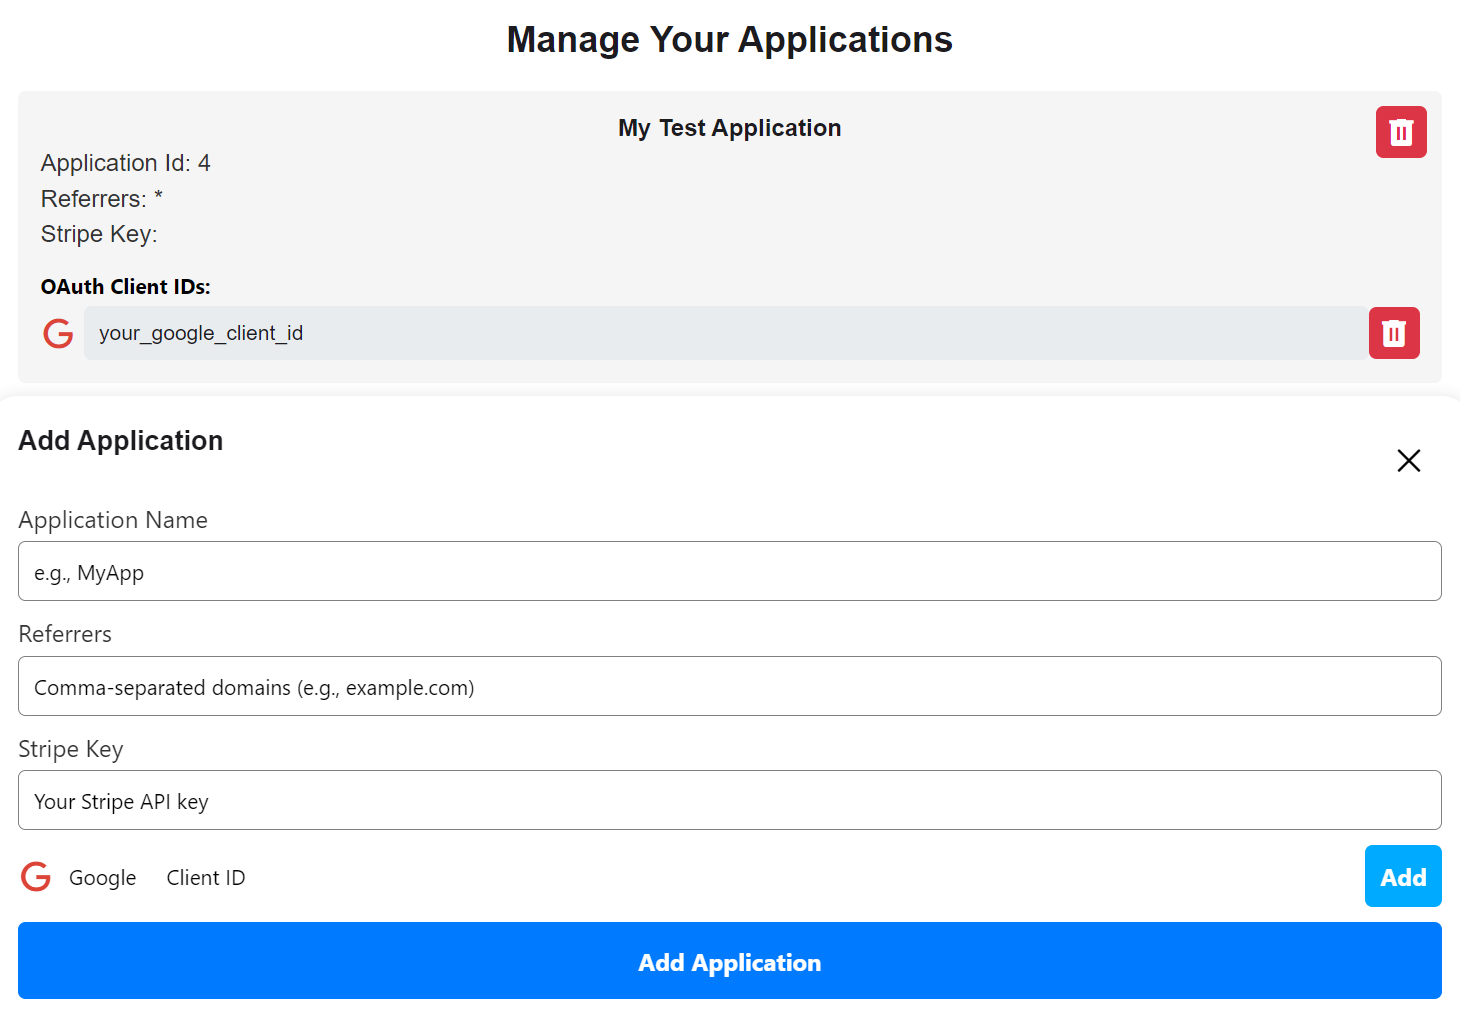 Manage Your Applications
My Test Application
Application Id: 4
Referrers: *
Stripe Key:
OAuth Client IDs:
your_google_client_id
Add Application
Application Name
e.g., MyApp
Referrers
Comma-separated domains (e.g., example.com)
Stripe Key
Your Stripe API key
Google Client ID Add
Add Application